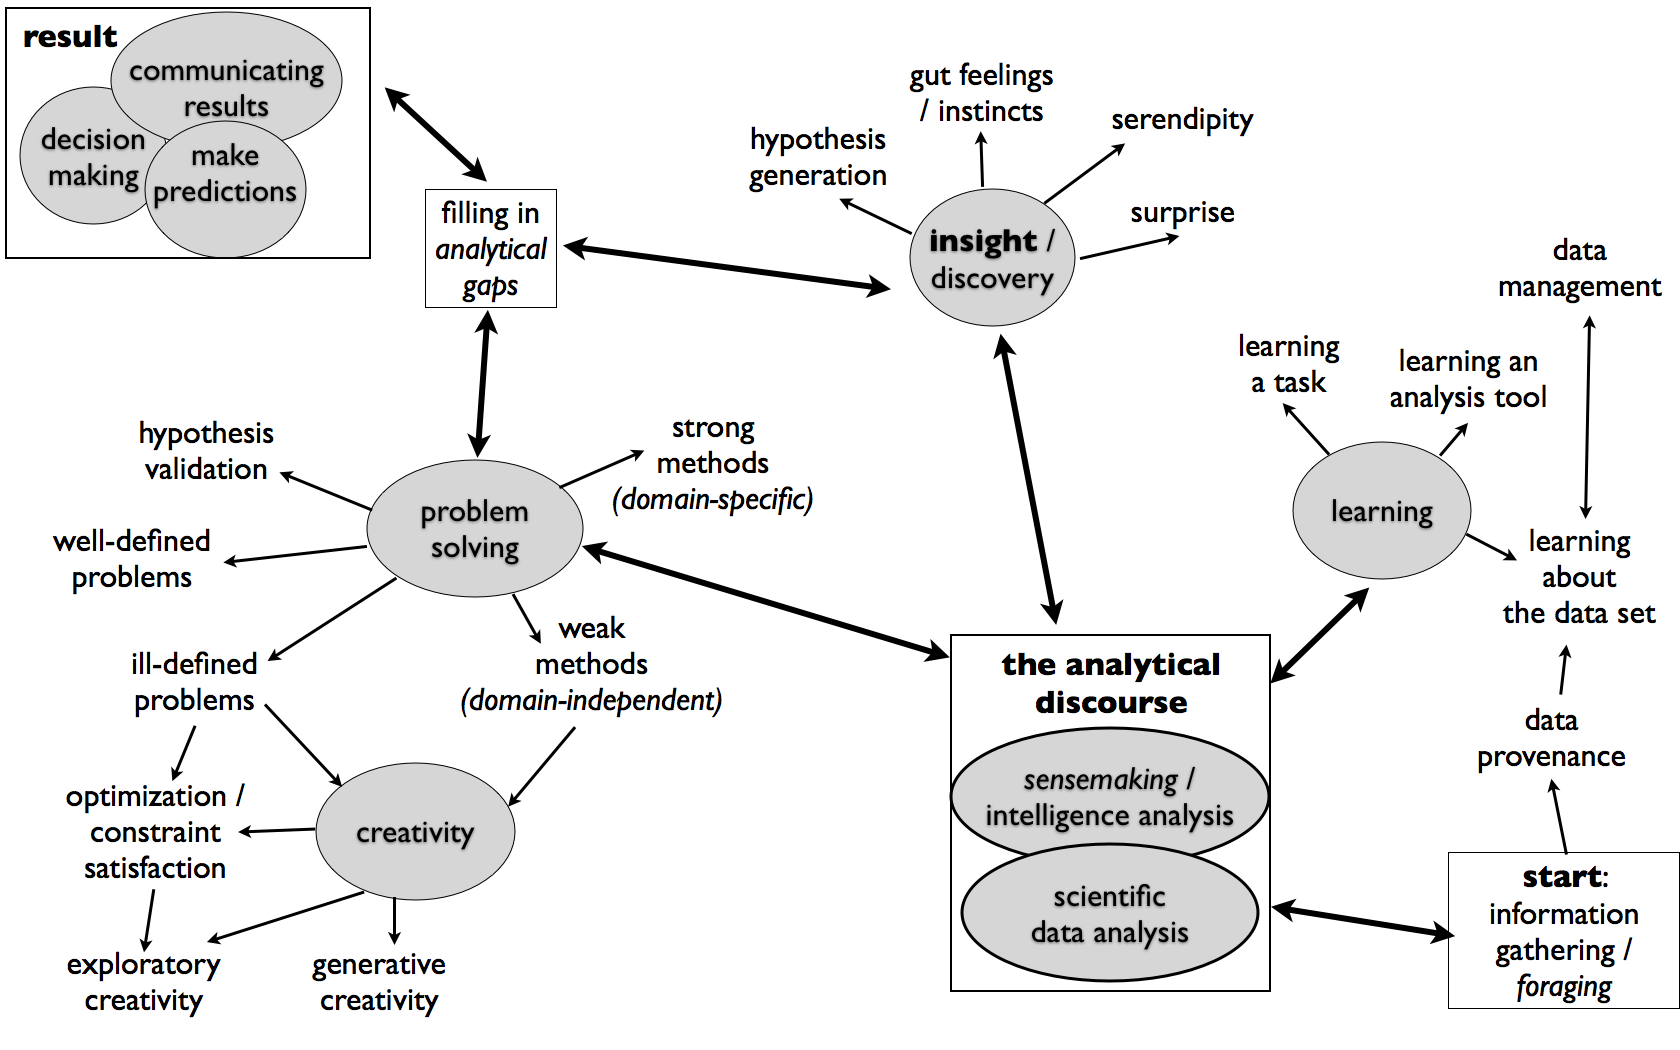 result
communicating
results
decision
making
make
predictions
filling in
analytical
gaps
gut feelings
/ instincts
hypothesis
generation
serendipity
surprise
insight /
discovery
data
management
learning
a task
learning an
analysis tool
learning
learning
about
the data set
data
provenance
start:
information
gathering /
foraging
hypothesis
validation
strong
methods
(domain-specific)
problem
solving
well-defined
problems
ill-defined
problems
weak
methods
(domain-independent)
optimization /
constraint
satisfaction
creativity
exploratory
creativity
generative
creativity
the analytical
discourse
sensemaking /
intelligence analysis
scientific
data analysis